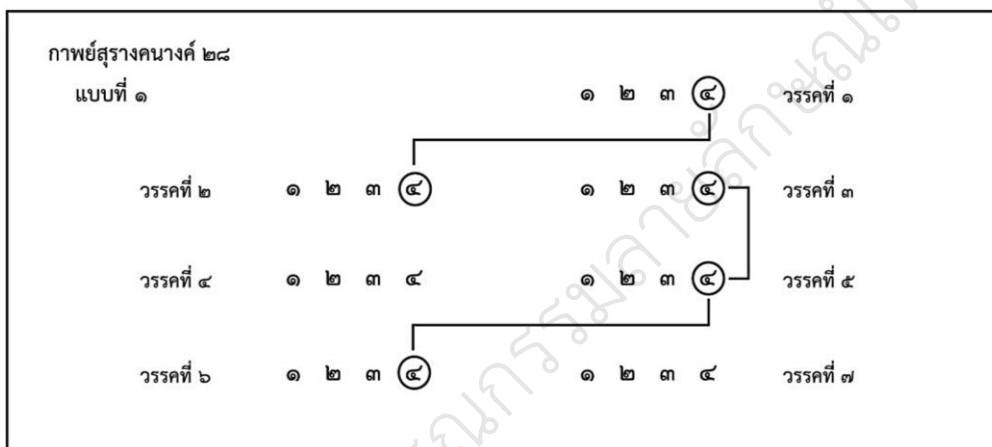 กาพย์สุรางคนางค์ ๒๘
แบบที่ ๑ ๑ ๒ ๓ ๔ วรรคที่ ๑
วรรคที่ ๒ ๑ ๒ ๓ ๔ ๑ ๒ ๓ ๔ วรรคที่ ๓
วรรคที่ ๔ ๑ ๒ ๓ ๔ ๑ ๒ ๓ ๔ วรรคที่ ๕
วรรคที่ ๖ ๑ ๒ ๓ ๔ ๑ ๒ ๓ ๔ วรรคที่ ๗